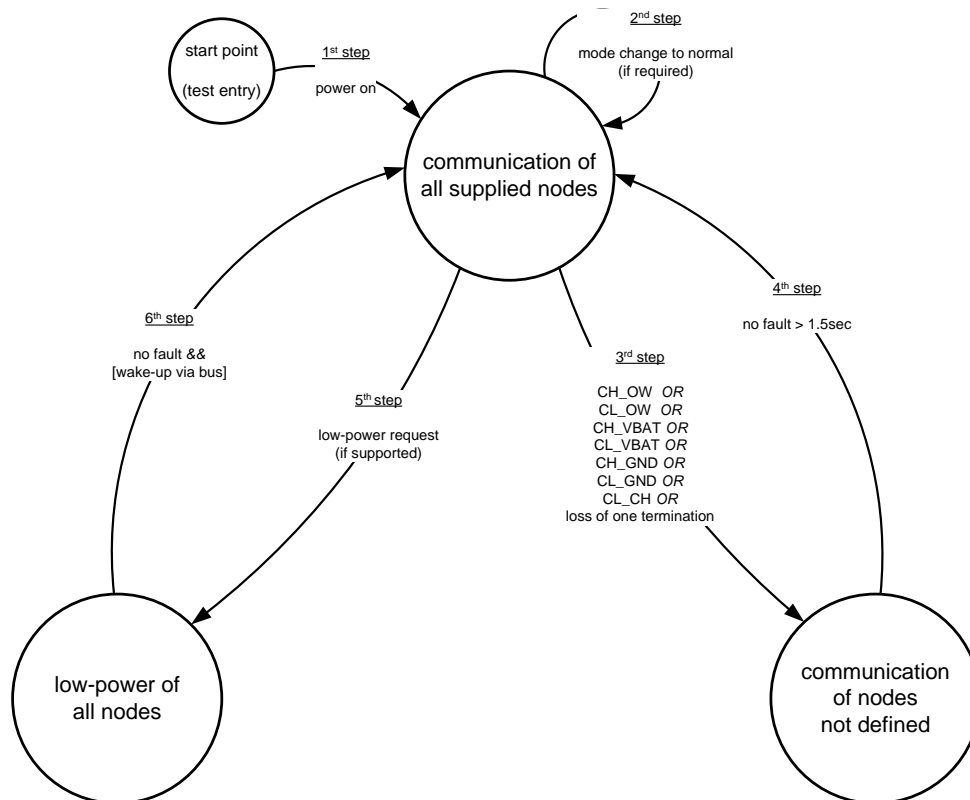 start point
(test entry)
1st step
power on
2nd step
mode change to normal
(if required)
communication of
all supplied nodes
6th step
no fault &&
[wake-up via bus]
5th step
low-power request
(if supported)
3rd step
CH_OW OR
CL_OW OR
CH_VBAT OR
CL_VBAT OR
CH_GND OR
CL_GND OR
CL_CH OR
loss of one termination
4th step
no fault > 1.5sec
low-power of
all nodes
communication
of nodes
not defined